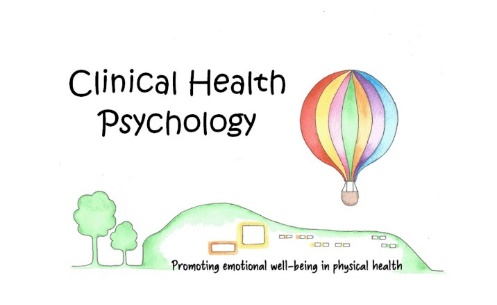 Clinical Health
Psychology
Promoting emotional well-being in physical health